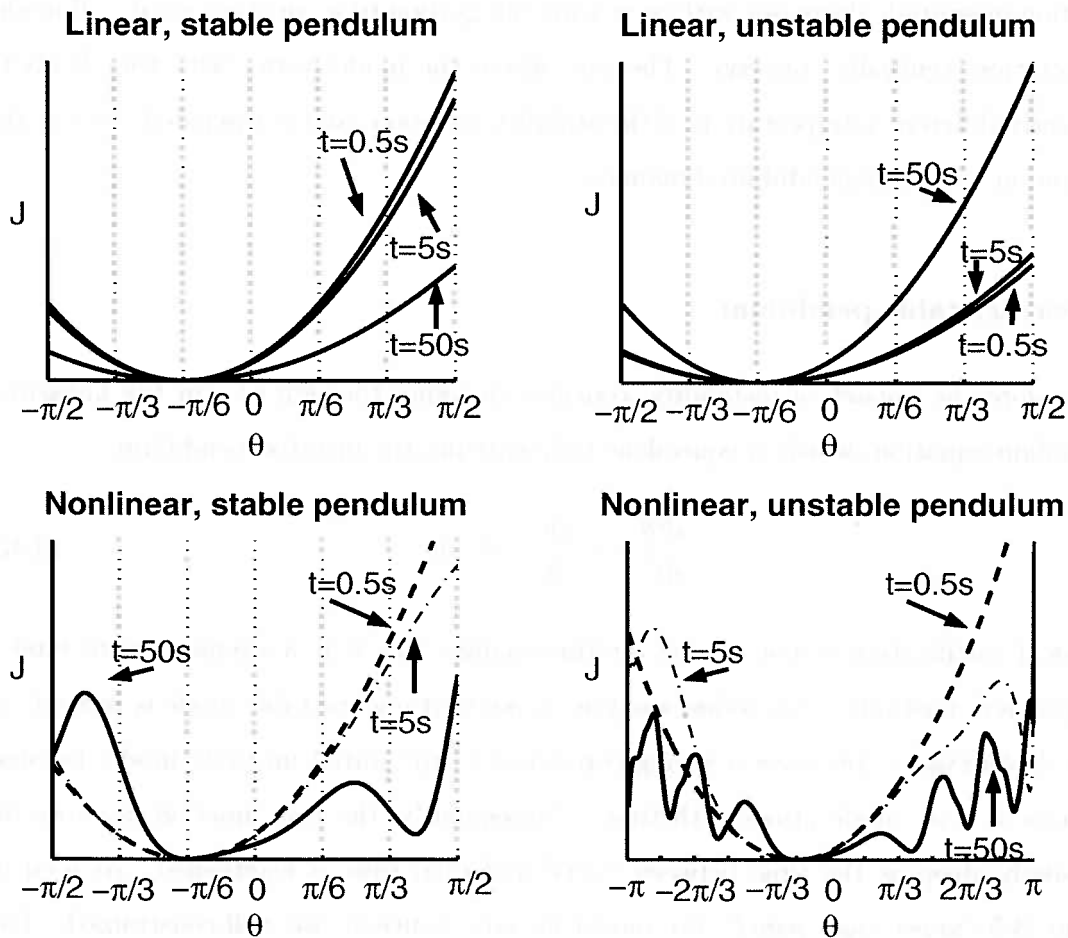 Linear, stable pendulum
J
t=0.5s
t=5s
t=50s
−π/2 −π/3 −π/6 0 π/6 π/3 π/2
θ
Linear, unstable pendulum
J
t=50s
t=5s
t=0.5s
−π/2 −π/3 −π/6 0 π/6 π/3 π/2
θ
Nonlinear, stable pendulum
J
t=0.5s
t=50s
t=5s
−π/2 −π/3 −π/6 0 π/6 π/3 π/2
θ
Nonlinear, unstable pendulum
J
t=0.5s
t=5s
t=50s
−π −2π/3 −π/3 0 π/3 2π/3 π
θ